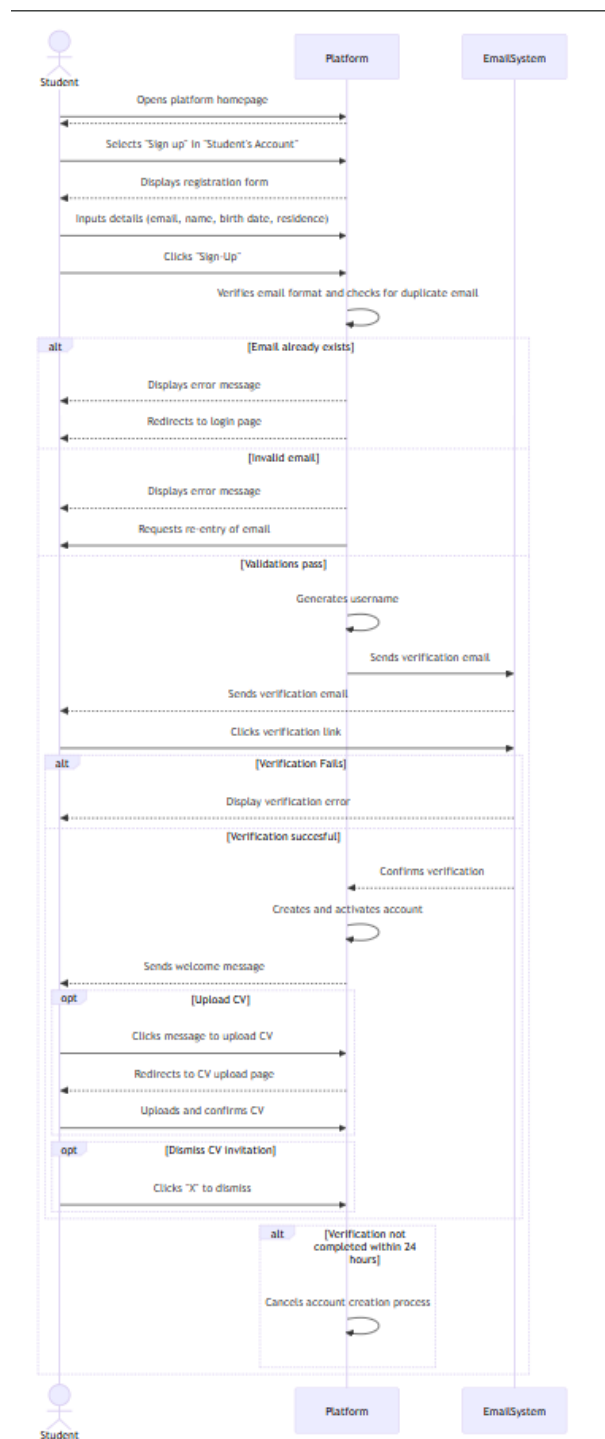 Student
Platform
EmailSystem
Opens platform homepage
Selects "Sign up" in "Student's Account"
Displays registration form
Inputs details (email, name, birth date, residence)
Clicks "Sign-Up"
Verifies email format and checks for duplicate email
alt
[Email already exists]
Displays error message
Redirects to login page
[Invalid email]
Displays error message
Requests re-entry of email
[Validations pass]
Generates username
Sends verification email
Sends verification email
Clicks verification link
alt
[Verification Fails]
Display verification error
[Verification succesful]
Confirms verification
Creates and activates account
Sends welcome message
opt
[Upload CV]
Clicks message to upload CV
Redirects to CV upload page
Uploads and confirms CV
opt
[Dismiss CV invitation]
Clicks "X" to dismiss
alt
[Verification not
completed within 24
hours]
Cancels account creation process
Student
Platform
EmailSystem